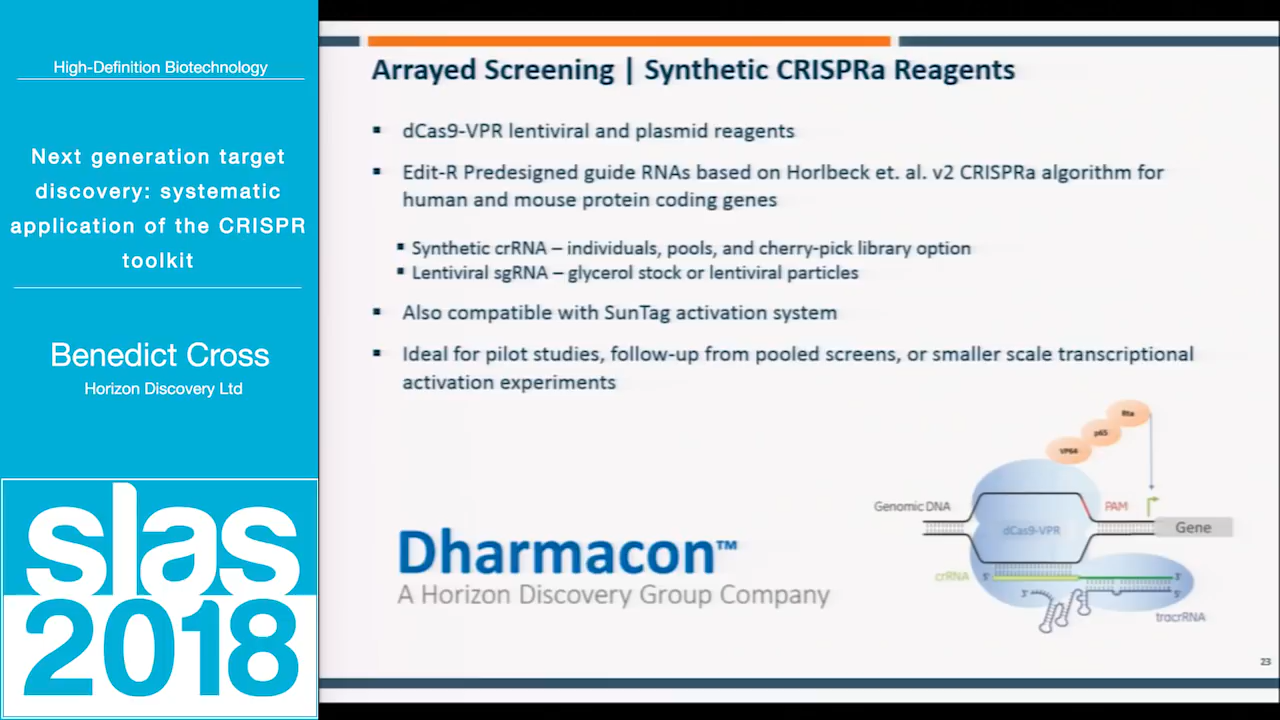 High-Definition Biotechnology
Next generation target
discovery: systematic
application of the CRISPR
toolkit
Benedict Cross
Horizon Discovery Ltd
slas
2018
Arrayed Screening | Synthetic CRISPRa Reagents
▪ dCas9-VPR lentiviral and plasmid reagents
▪ Edit-R Predesigned guide RNAs based on Horlbeck et. al. v2 CRISPRa algorithm for
human and mouse protein coding genes
▪ Synthetic crRNA – individuals, pools, and cherry-pick library option
▪ Lentiviral sgRNA – glycerol stock or lentiviral particles
▪ Also compatible with SunTag activation system
▪ Ideal for pilot studies, follow-up from pooled screens, or smaller scale transcriptional
activation experiments
Dharmacon™
A Horizon Discovery Group Company
Rta
p65
VP64
Genomic DNA
PAM
dCas9-VPR
Gene
crRNA
5'
3'
3'
5'
tracrRNA
23